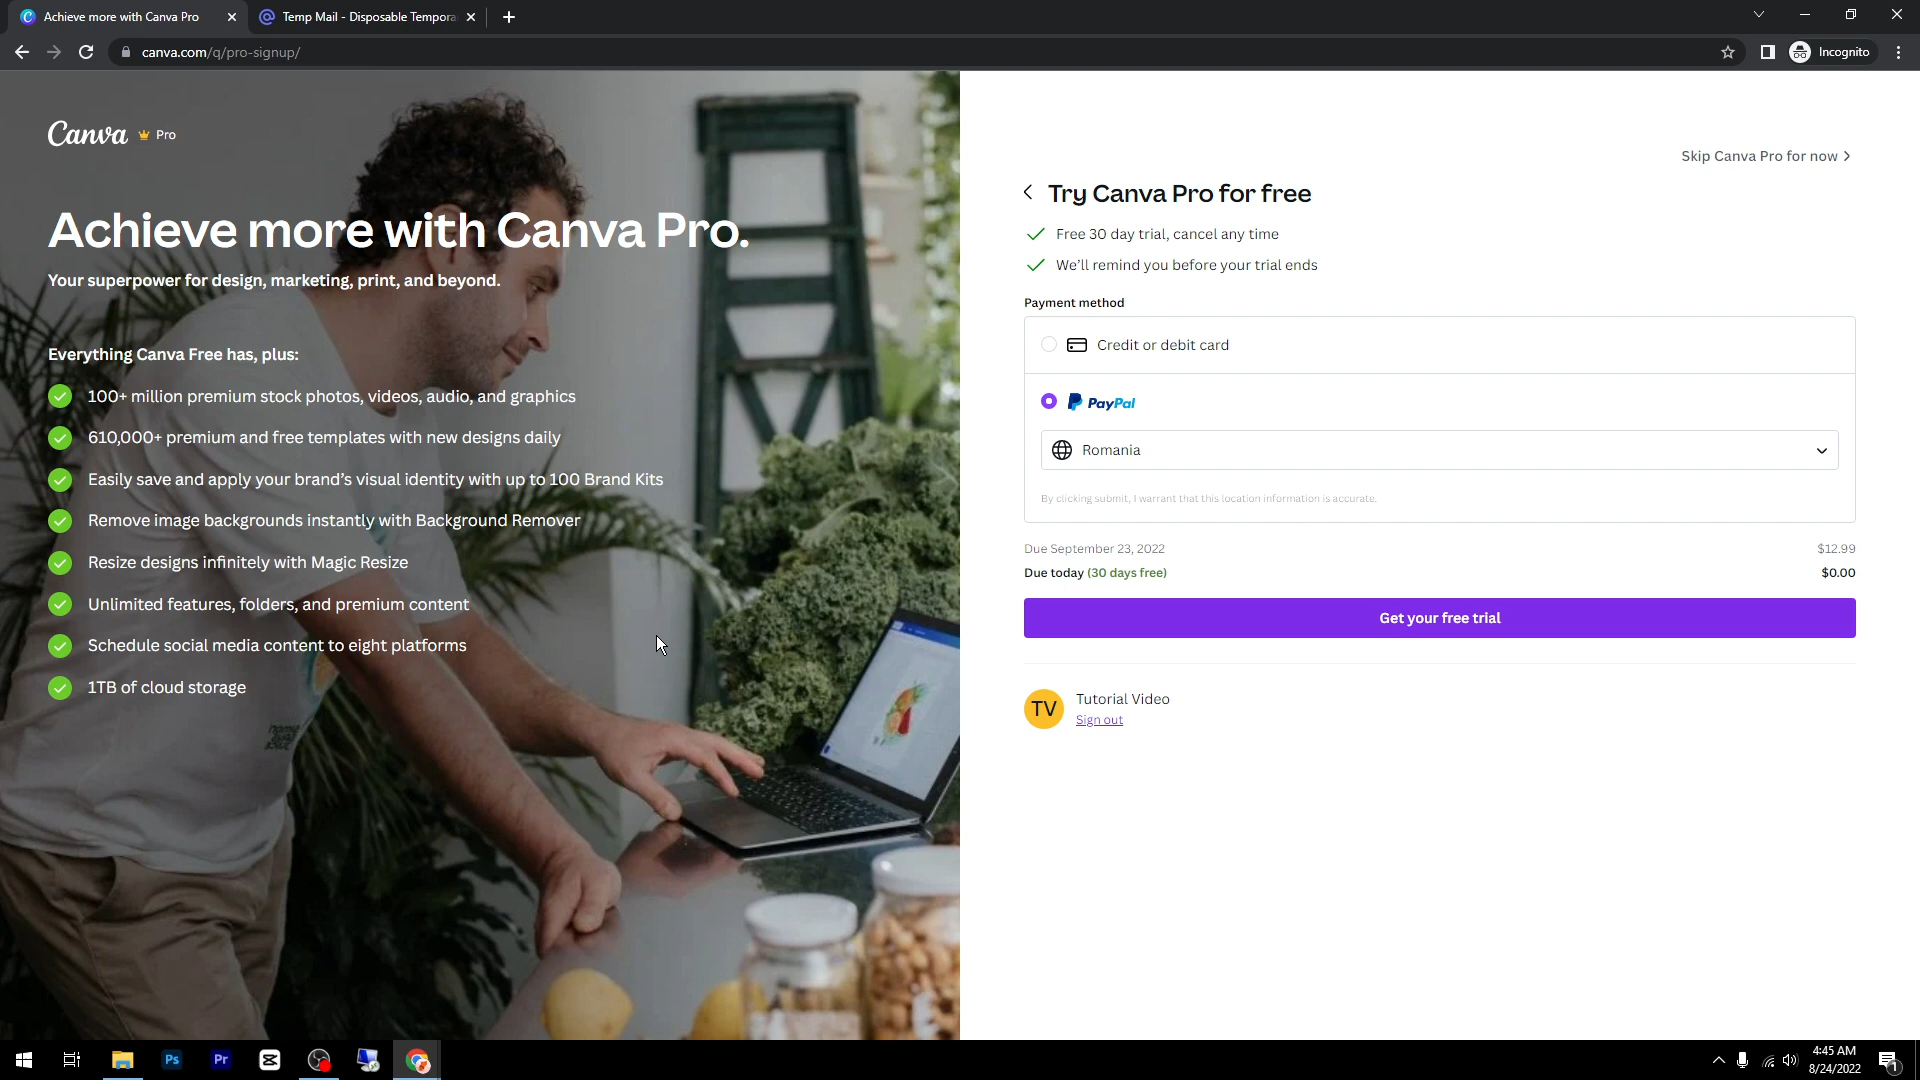 Achieve more with Canva Pro
Temp Mail - Disposable Tempora
canva.com/q/pro-signup/
Incognito
Canva Pro
Achieve more with Canva Pro.
Your superpower for design, marketing, print, and beyond.
Everything Canva Free has, plus:
100+ million premium stock photos, videos, audio, and graphics
610,000+ premium and free templates with new designs daily
Easily save and apply your brand’s visual identity with up to 100 Brand Kits
Remove image backgrounds instantly with Background Remover
Resize designs infinitely with Magic Resize
Unlimited features, folders, and premium content
Schedule social media content to eight platforms
1TB of cloud storage
Skip Canva Pro for now
Try Canva Pro for free
Free 30 day trial, cancel any time
We’ll remind you before your trial ends
Payment method
Credit or debit card
PayPal
Romania
By clicking submit, I warrant that this location information is accurate.
Due September 23, 2022 $12.99
Due today (30 days free) $0.00
Get your free trial
TV
Tutorial Video
Sign out
Ps
Pr
4:45 AM
8/24/2022
1